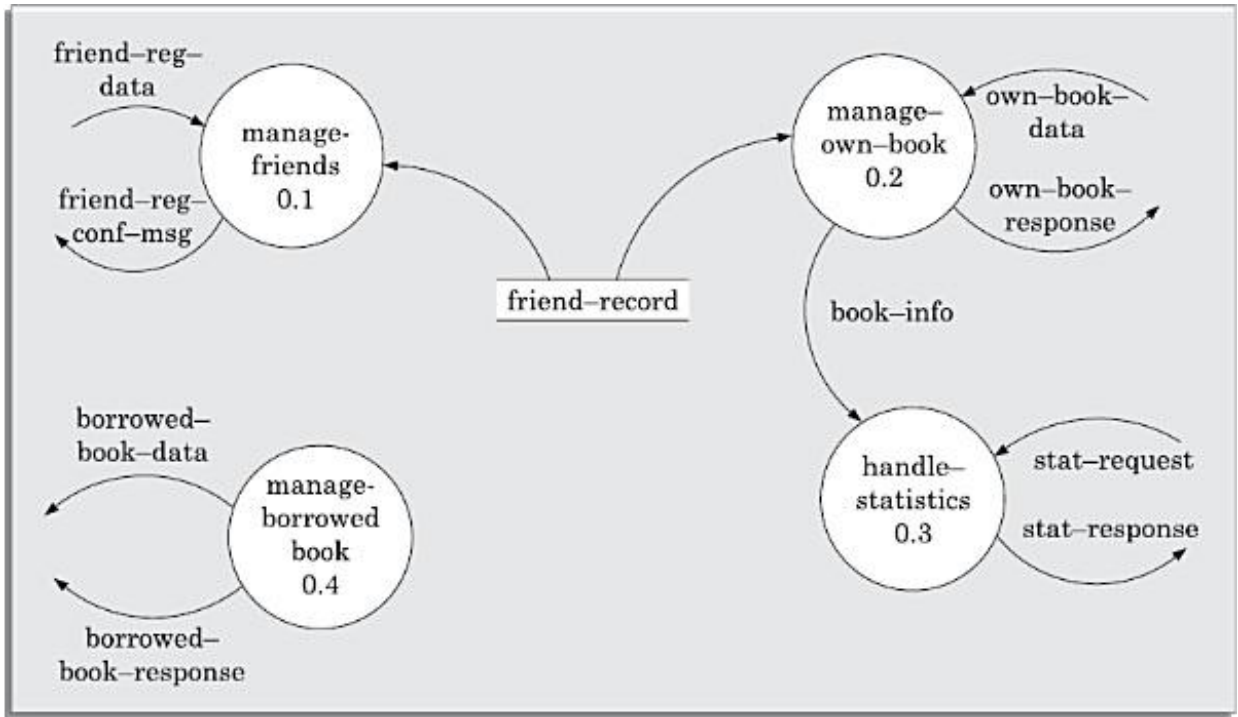 friend–reg–
data
manage-
friends
0.1
friend–reg–
conf–msg
manage–
own–book
0.2
own–book–
data
own–book–
response
friend–record
book–info
borrowed–
book–data
manage-
borrowed
book
0.4
borrowed–
book–response
handle–
statistics
0.3
stat–request
stat–response